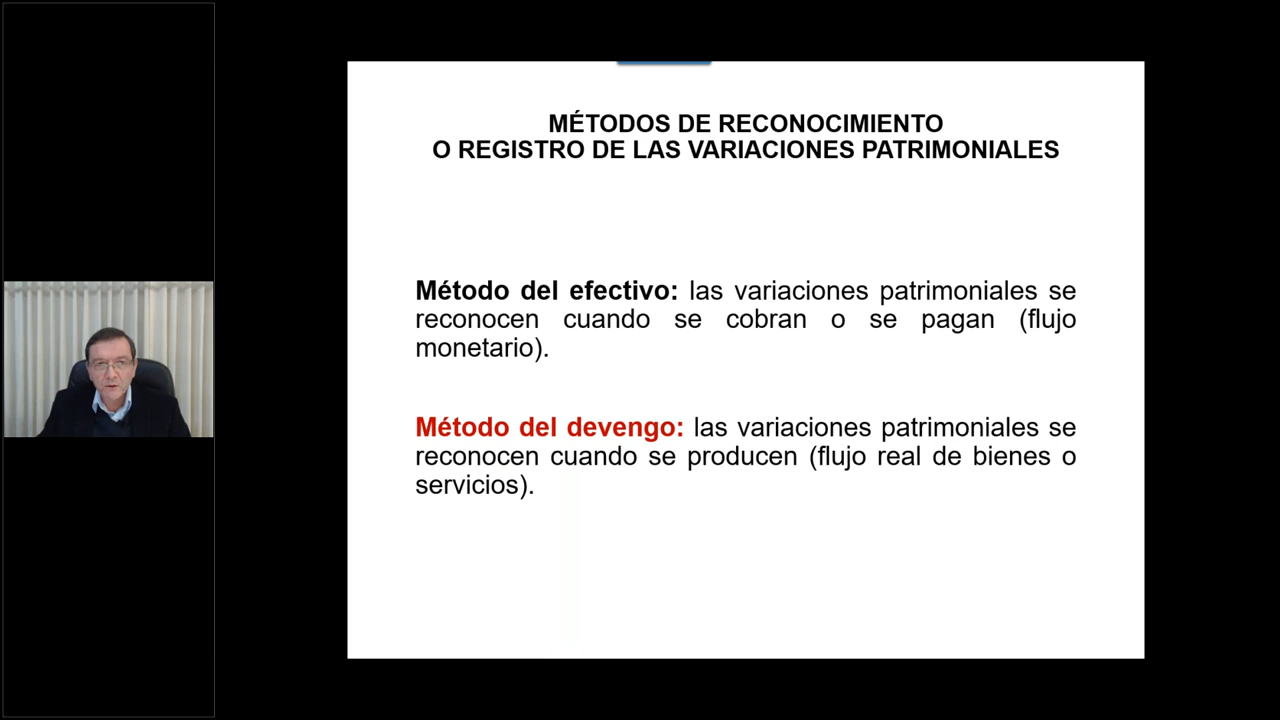 MÉTODOS DE RECONOCIMIENTO
O REGISTRO DE LAS VARIACIONES PATRIMONIALES
Método del efectivo: las variaciones patrimoniales se
reconocen cuando se cobran o se pagan (flujo
monetario).
Método del devengo: las variaciones patrimoniales se
reconocen cuando se producen (flujo real de bienes o
servicios).